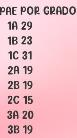 PAE POR GRADO
1A 29
1B 23
1C 31
2A 19
2B 19
2C 15
3A 20
3B 19